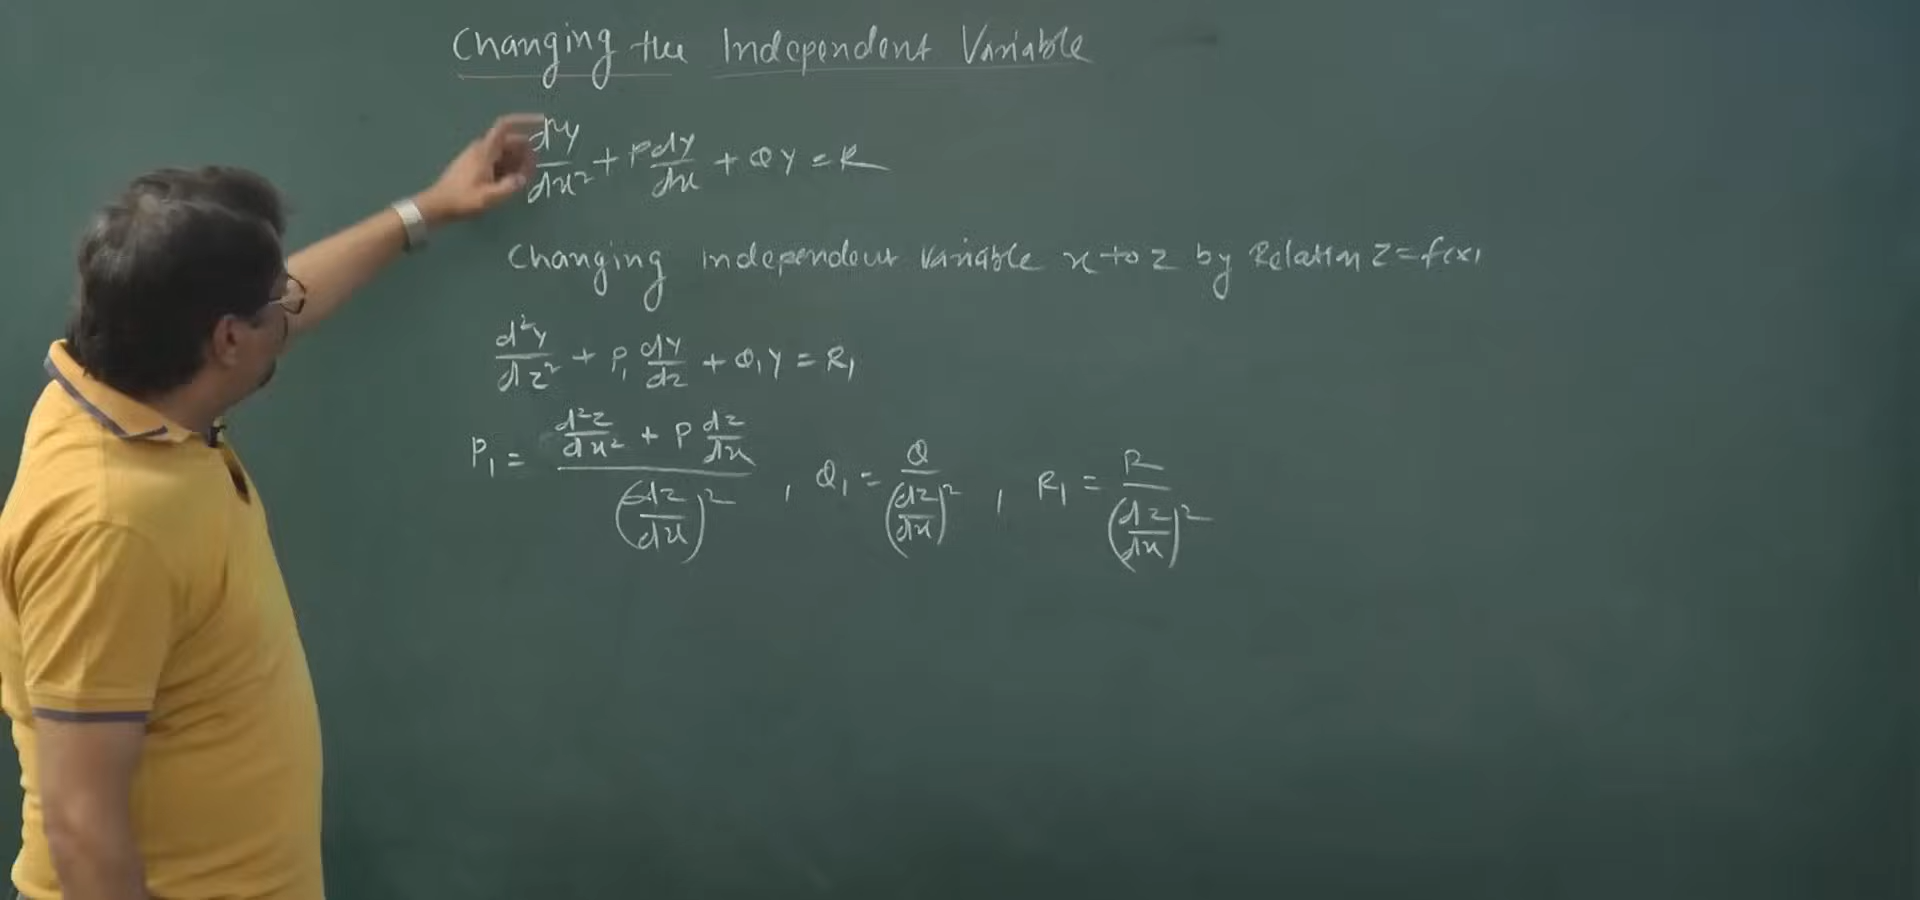 Changing the Independent Variable
d²y/dx² + P dy/dx + Qy = R
Changing independent variable x to z by Relation z = f(x)
d²y/dz² + P₁ dy/dz + Q₁y = R₁
P₁ = (d²z/dx² + P dz/dx)/(dz/dx)² , Q₁ = Q/(dz/dx)² , R₁ = R/(dz/dx)²